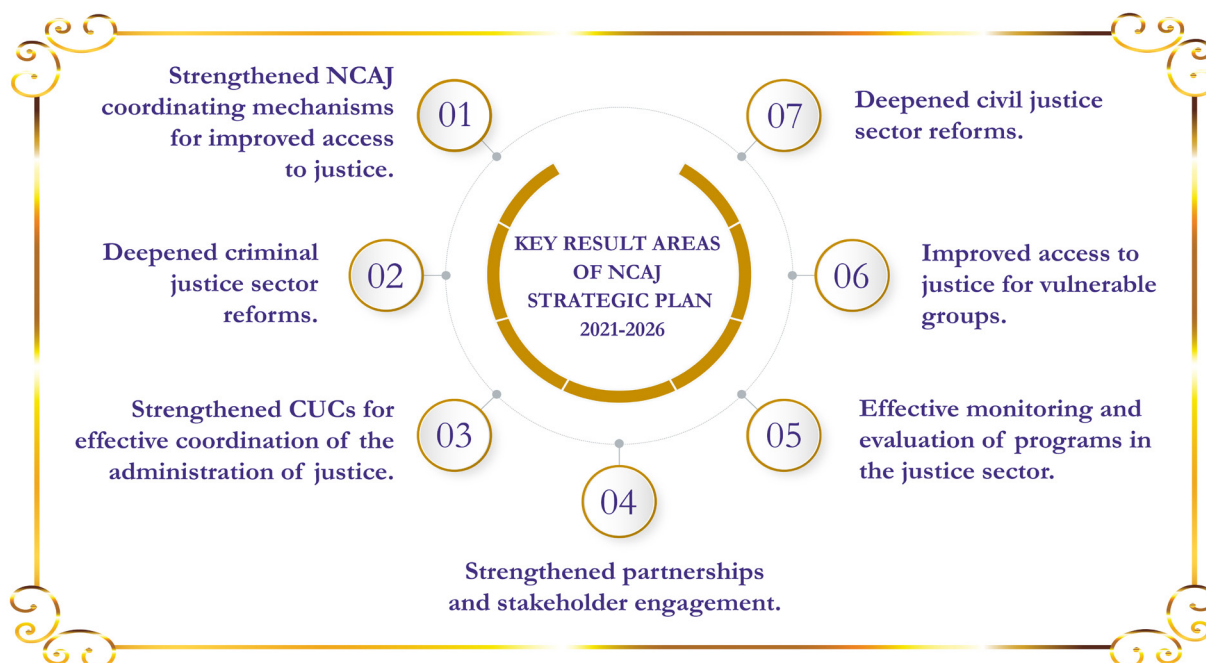 KEY RESULT AREAS
OF NCAJ
STRATEGIC PLAN
2021-2026
01
Strengthened NCAJ
coordinating mechanisms
for improved access
to justice.
02
Deepened criminal
justice sector
reforms.
03
Strengthened CUCs for
effective coordination of the
administration of justice.
04
Strengthened partnerships
and stakeholder engagement.
05
Effective monitoring and
evaluation of programs in
the justice sector.
06
Improved access to
justice for vulnerable
groups.
07
Deepened civil justice
sector reforms.